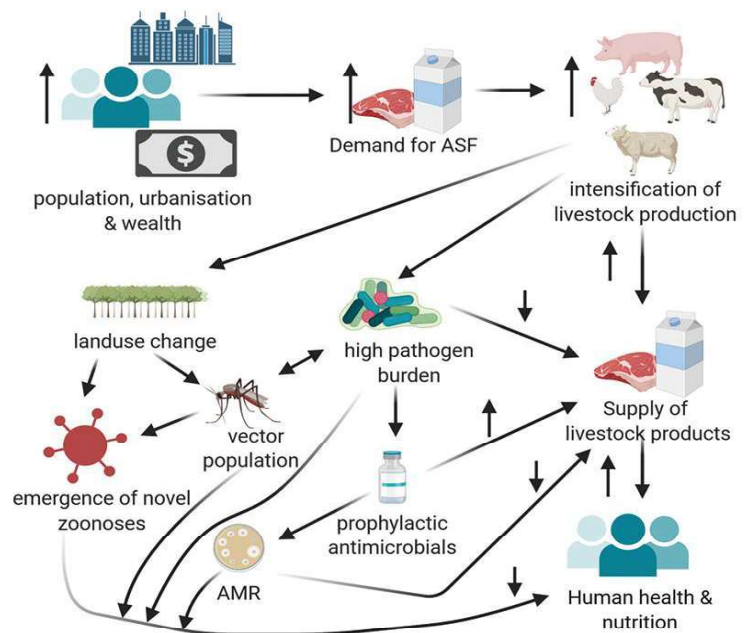 $
population, urbanisation
& wealth
Demand for ASF
intensification of
livestock production
landuse change
high pathogen
burden
vector
population
Supply of
livestock products
emergence of novel
zoonoses
prophylactic
antimicrobials
AMR
Human health &
nutrition